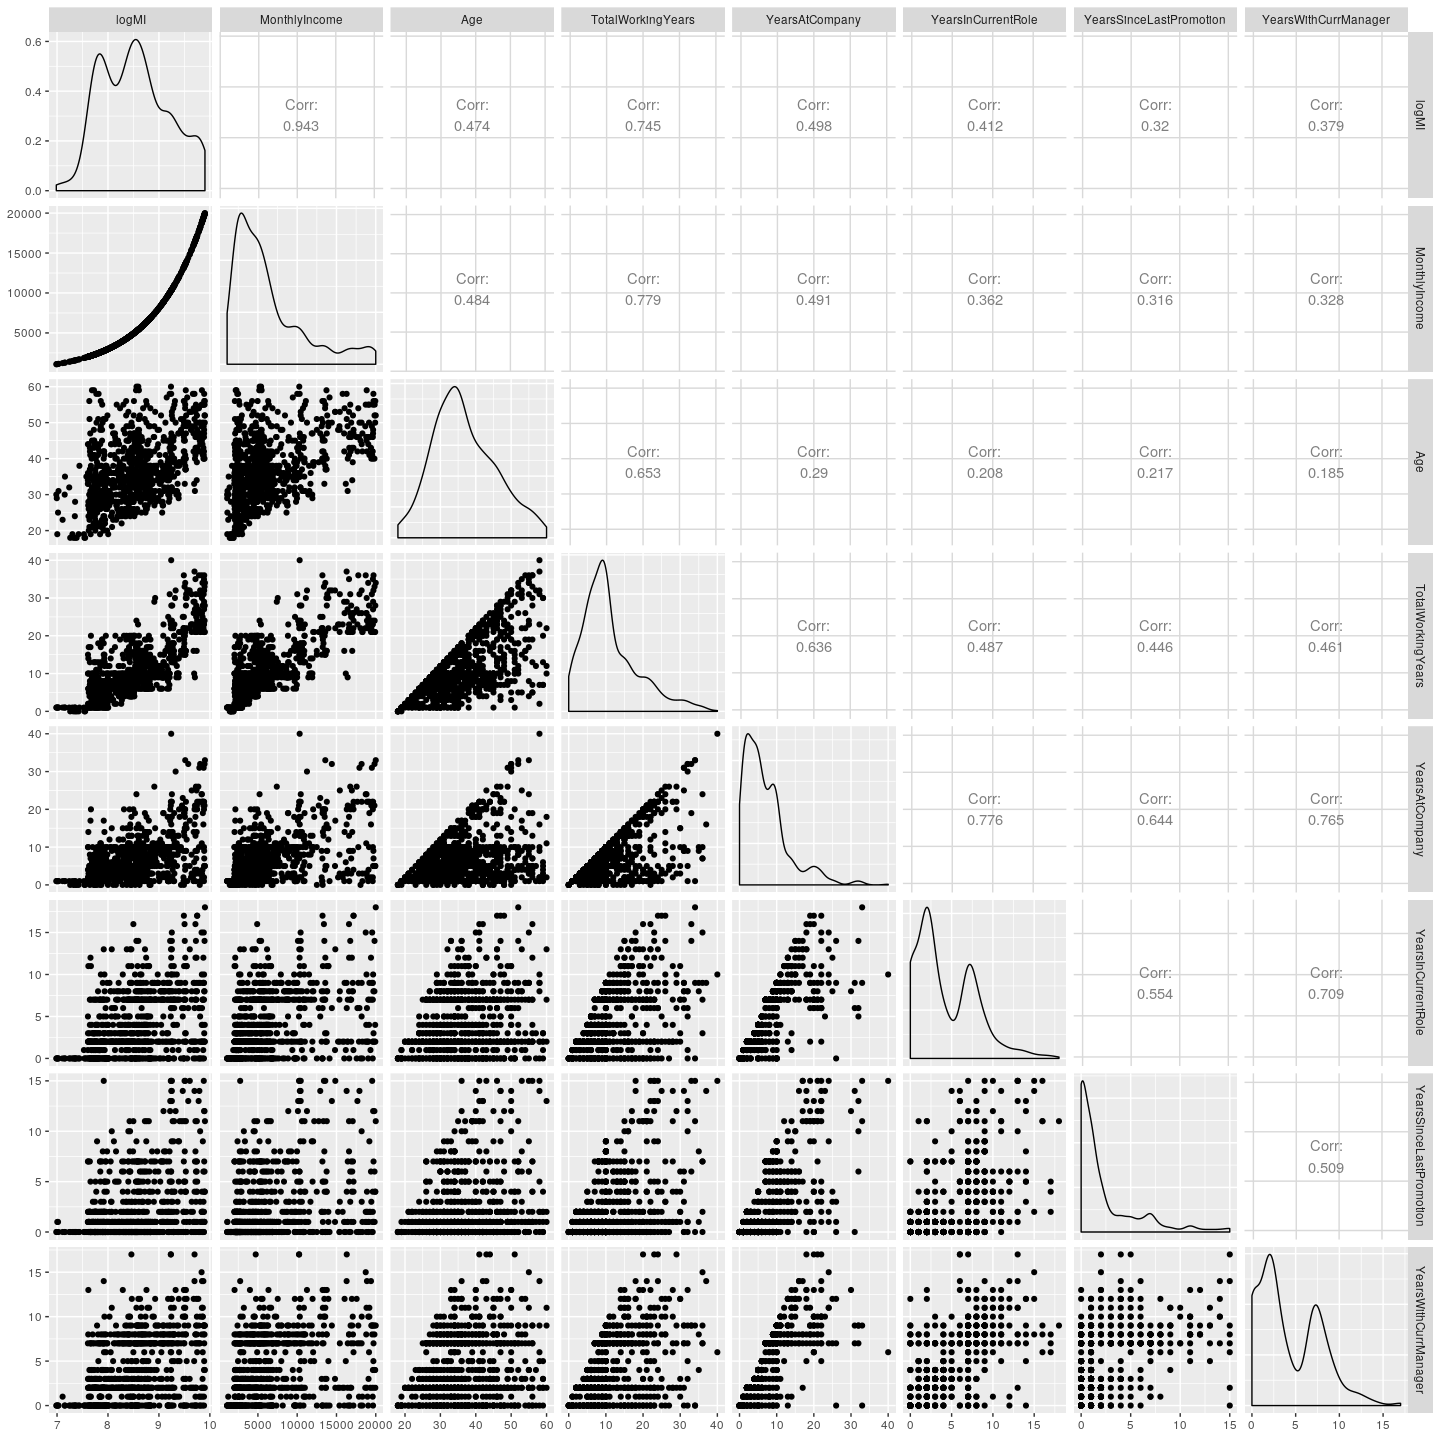 logMI MonthlyIncome Age TotalWorkingYears YearsAtCompany YearsInCurrentRole YearsSinceLastPromotion YearsWithCurrManager
0.6
0.4
0.2
0.0
Corr:
0.943
Corr:
0.474
Corr:
0.745
Corr:
0.498
Corr:
0.412
Corr:
0.32
Corr:
0.379
logMI
20000
15000
10000
5000
Corr:
0.484
Corr:
0.779
Corr:
0.491
Corr:
0.362
Corr:
0.316
Corr:
0.328
MonthlyIncome
60
50
40
30
20
Corr:
0.653
Corr:
0.29
Corr:
0.208
Corr:
0.217
Corr:
0.185
Age
40
30
20
10
0
Corr:
0.636
Corr:
0.487
Corr:
0.446
Corr:
0.461
TotalWorkingYears
40
30
20
10
0
Corr:
0.776
Corr:
0.644
Corr:
0.765
YearsAtCompany
15
10
5
0
Corr:
0.554
Corr:
0.709
YearsInCurrentRole
15
10
5
0
Corr:
0.509
YearsSinceLastPromotion
15
10
5
0
YearsWithCurrManager
7 8 9 10 5000 10000 15000 20000 20 30 40 50 60 0 10 20 30 40 0 10 20 30 40 0 5 10 15 0 5 10 15 0 5 10 15